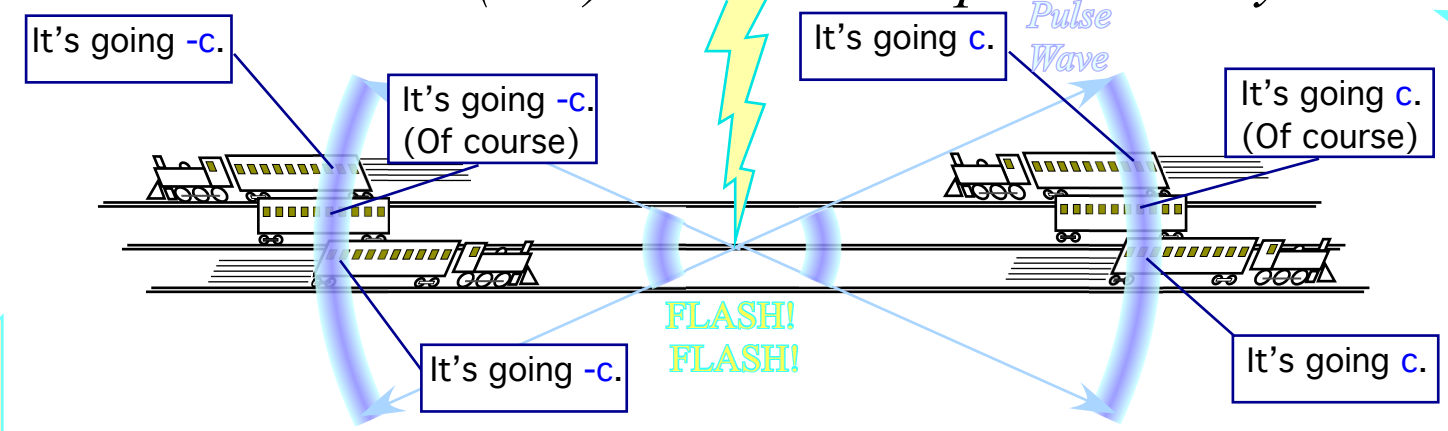 It's going -c.
It's going -c.
(Of course)
It's going c.
Pulse
Wave
It's going c.
(Of course)
FLASH!
FLASH!
It's going -c.
It's going c.